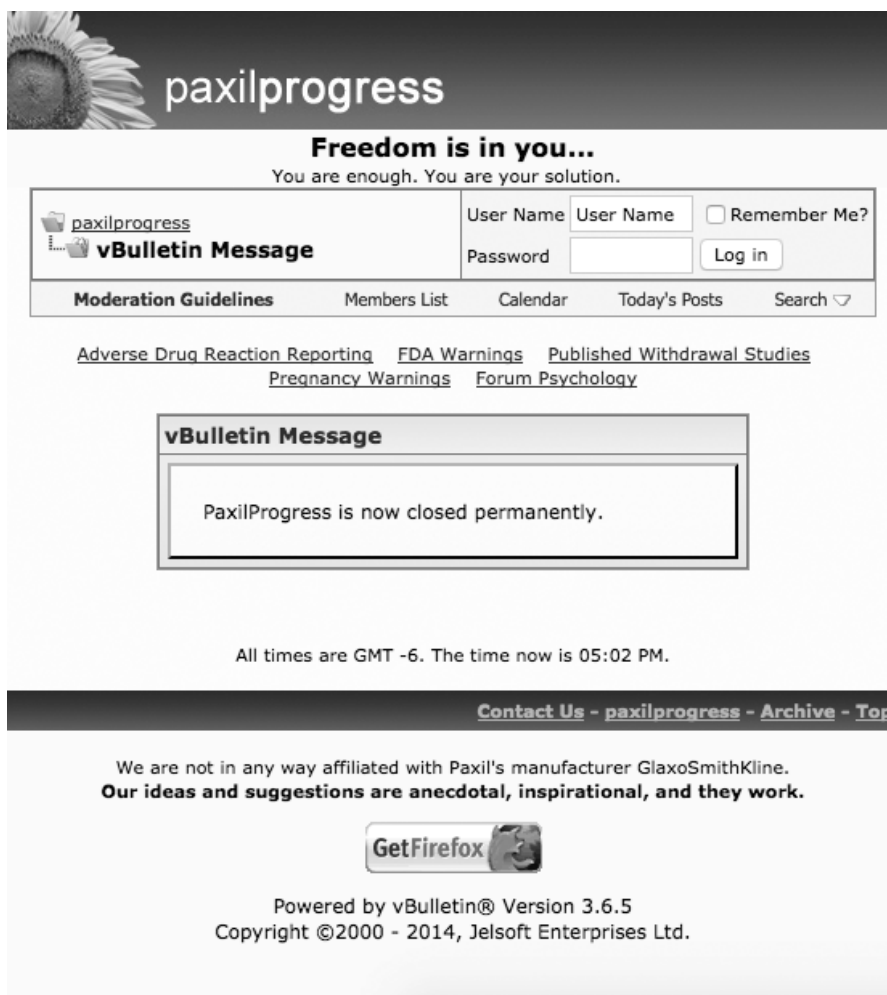 paxilprogress
Freedom is in you...
You are enough. You are your solution.
paxilprogress
vBulletin Message
User Name User Name Remember Me?
Password Log in
Moderation Guidelines Members List Calendar Today's Posts Search
Adverse Drug Reaction Reporting FDA Warnings Published Withdrawal Studies
Pregnancy Warnings Forum Psychology
vBulletin Message
PaxilProgress is now closed permanently.
All times are GMT -6. The time now is 05:02 PM.
Contact Us - paxilprogress - Archive - Top
We are not in any way affiliated with Paxil's manufacturer GlaxoSmithKline.
Our ideas and suggestions are anecdotal, inspirational, and they work.
GetFirefox
Powered by vBulletin® Version 3.6.5
Copyright ©2000 - 2014, Jelsoft Enterprises Ltd.